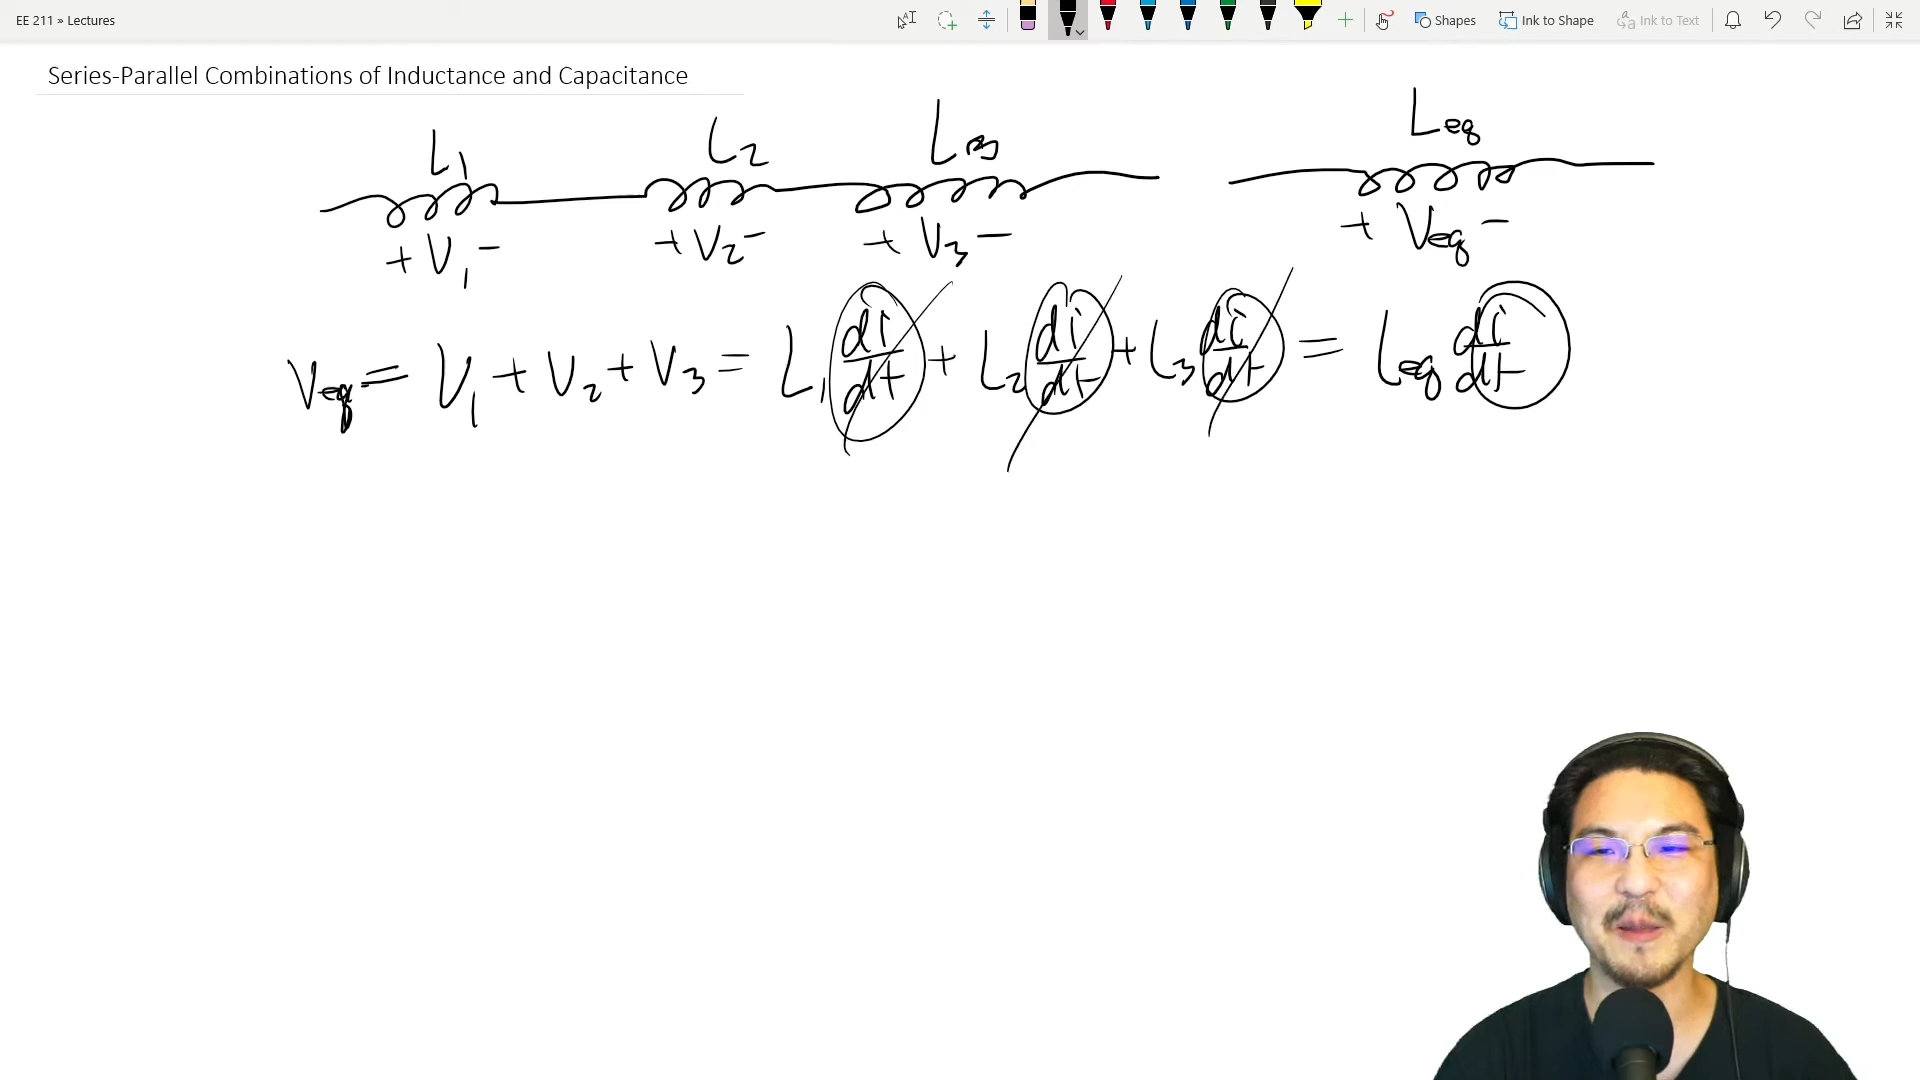 EE 211 » Lectures
Shapes
Ink to Shape
Ink to Text
Series-Parallel Combinations of Inductance and Capacitance
L1 L2 L3 Leq
+ V1 - + V2 - + V3 - + Veq -
Veq = V1 + V2 + V3 = L1 di/dt + L2 di/dt + L3 di/dt = Leq di/dt